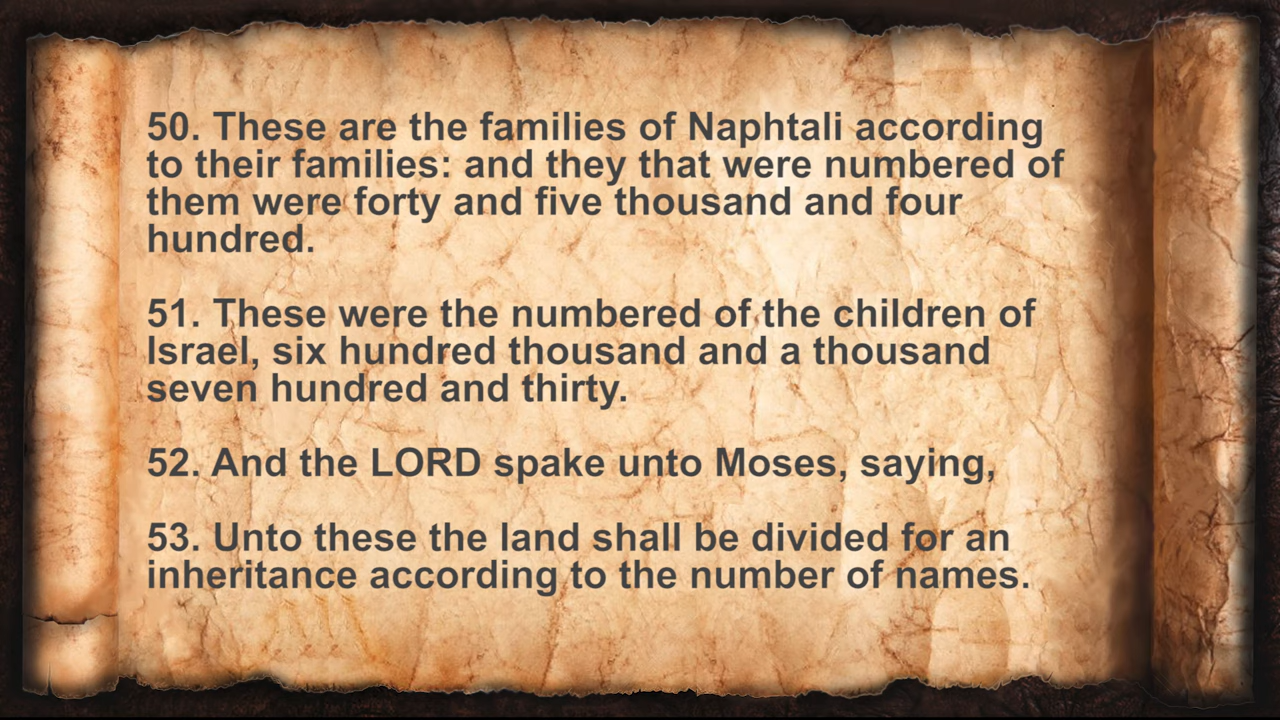 50. These are the families of Naphtali according
to their families: and they that were numbered of
them were forty and five thousand and four
hundred.
51. These were the numbered of the children of
Israel, six hundred thousand and a thousand
seven hundred and thirty.
52. And the LORD spake unto Moses, saying,
53. Unto these the land shall be divided for an
inheritance according to the number of names.